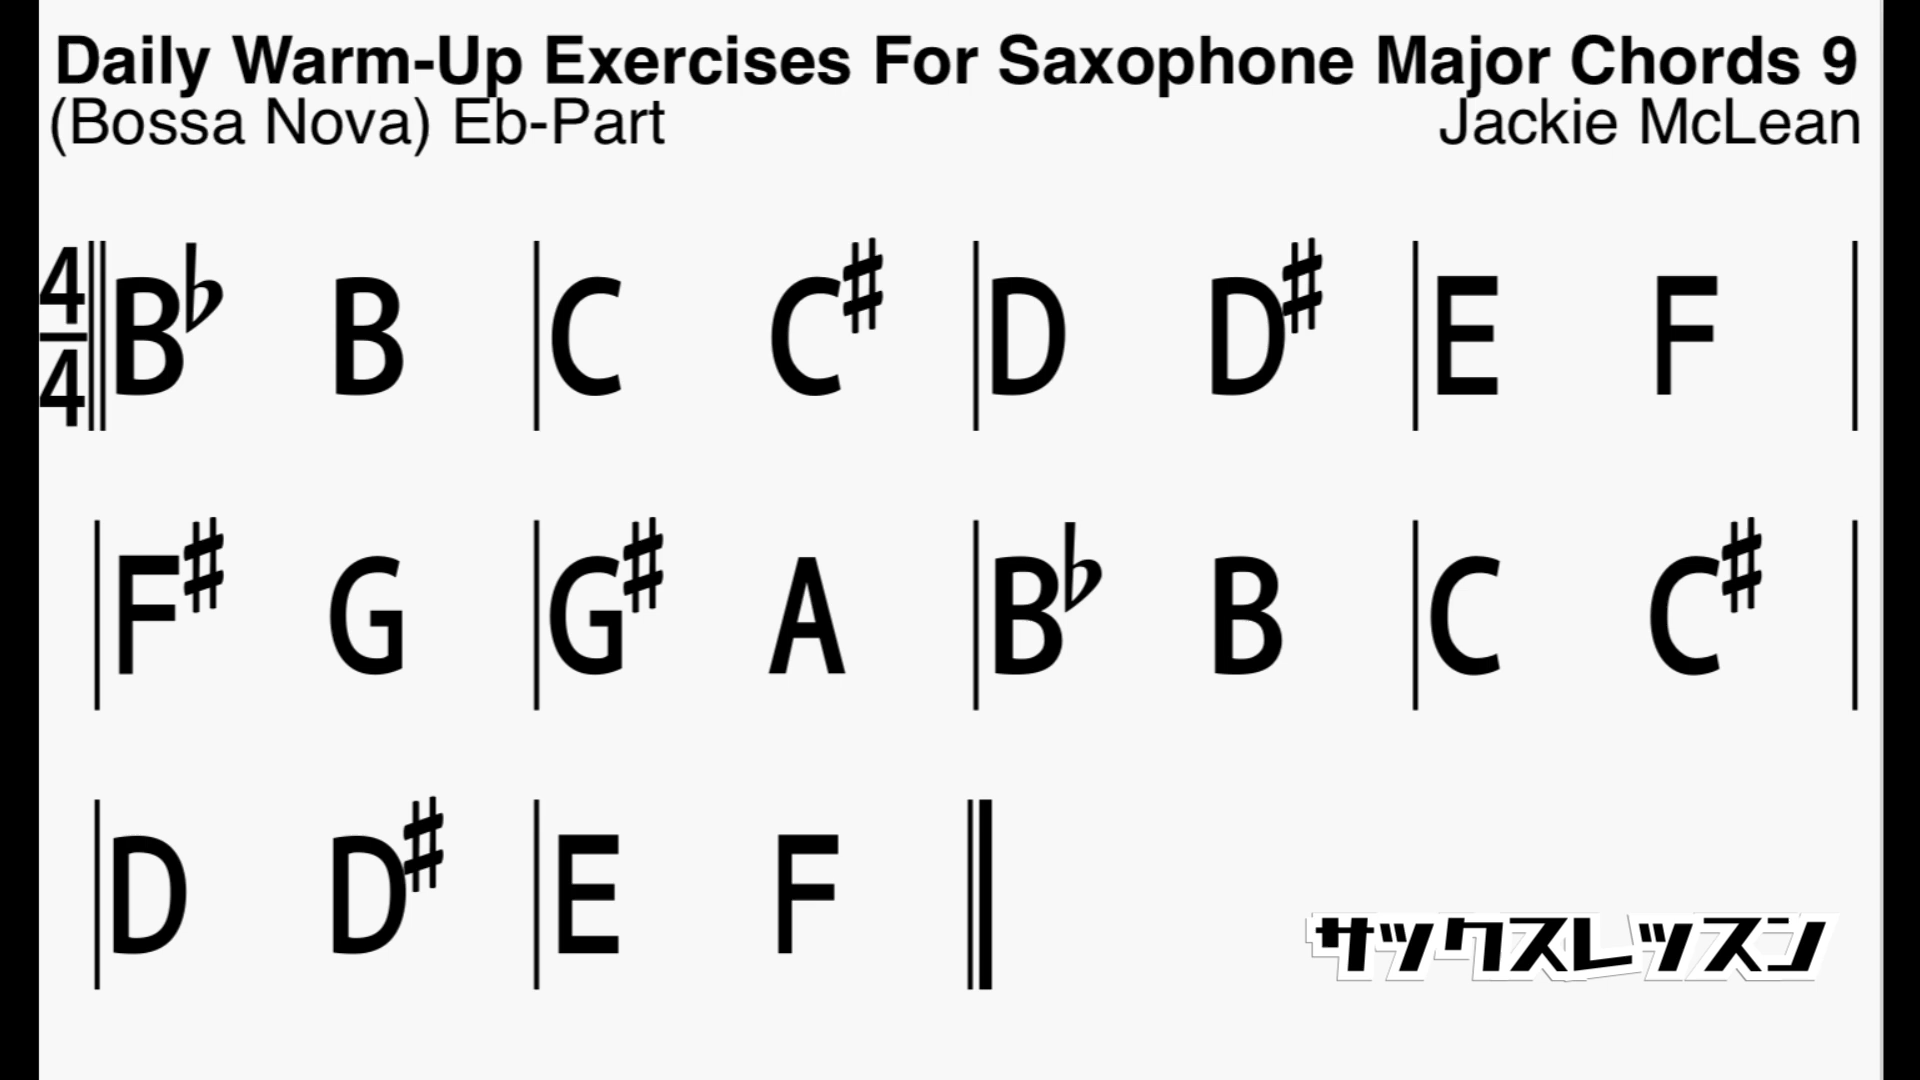 Daily Warm-Up Exercises For Saxophone Major Chords 9
(Bossa Nova) Eb-Part Jackie McLean
4/4 B♭ B C C♯ D D♯ E F
F♯ G G♯ A B♭ B C C♯
D D♯ E F
サックスレッスン